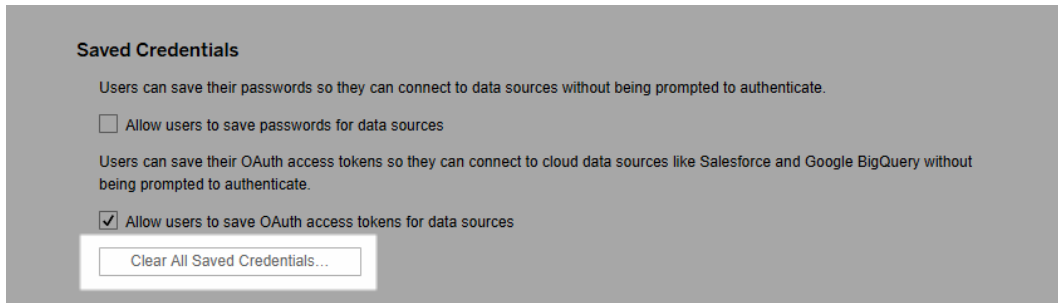 Saved Credentials
Users can save their passwords so they can connect to data sources without being prompted to authenticate.
Allow users to save passwords for data sources
Users can save their OAuth access tokens so they can connect to cloud data sources like Salesforce and Google BigQuery without
being prompted to authenticate.
Allow users to save OAuth access tokens for data sources
Clear All Saved Credentials...